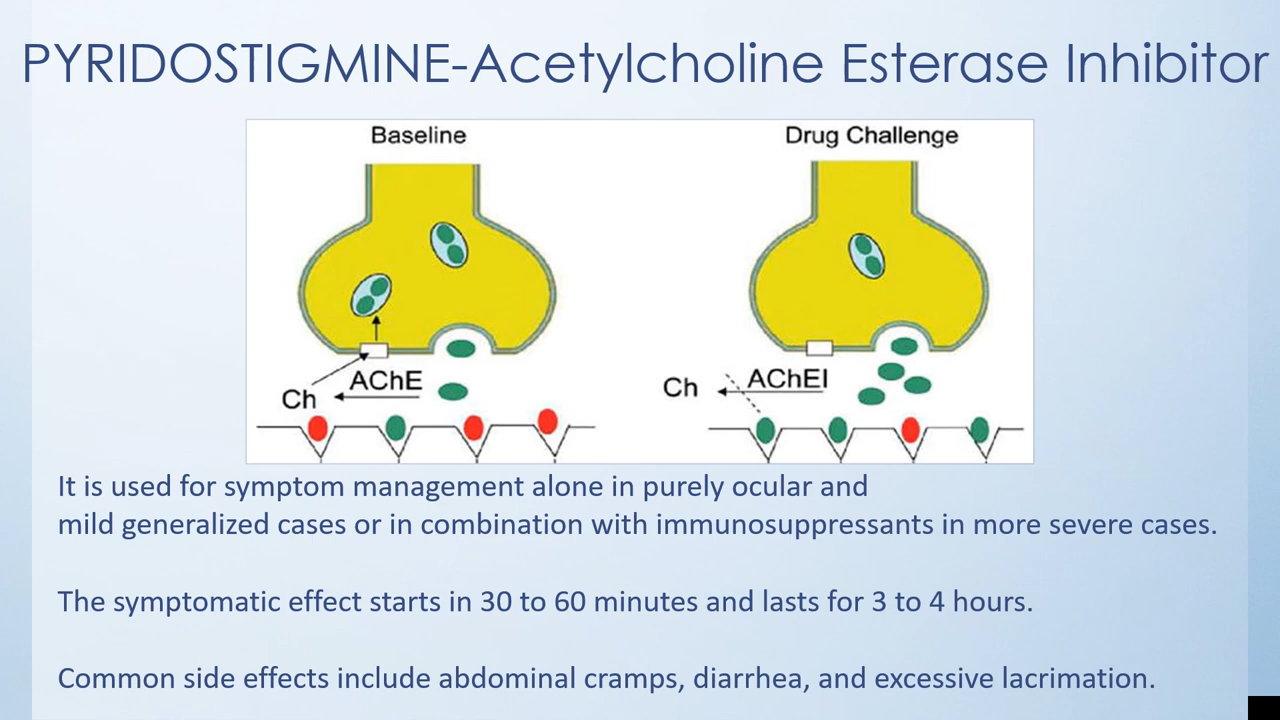 PYRIDOSTIGMINE-Acetylcholine Esterase Inhibitor
Baseline
Drug Challenge
AChE
Ch
AChEI
Ch
It is used for symptom management alone in purely ocular and
mild generalized cases or in combination with immunosuppressants in more severe cases.
The symptomatic effect starts in 30 to 60 minutes and lasts for 3 to 4 hours.
Common side effects include abdominal cramps, diarrhea, and excessive lacrimation.